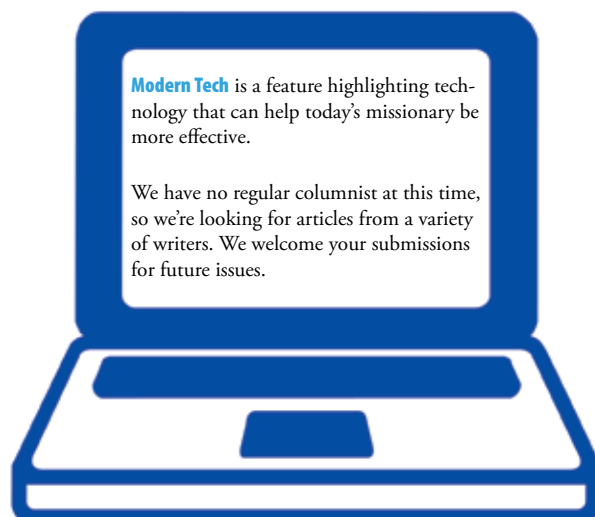 Modern Tech is a feature highlighting tech-
nology that can help today’s missionary be
more effective.
We have no regular columnist at this time,
so we’re looking for articles from a variety
of writers. We welcome your submissions
for future issues.